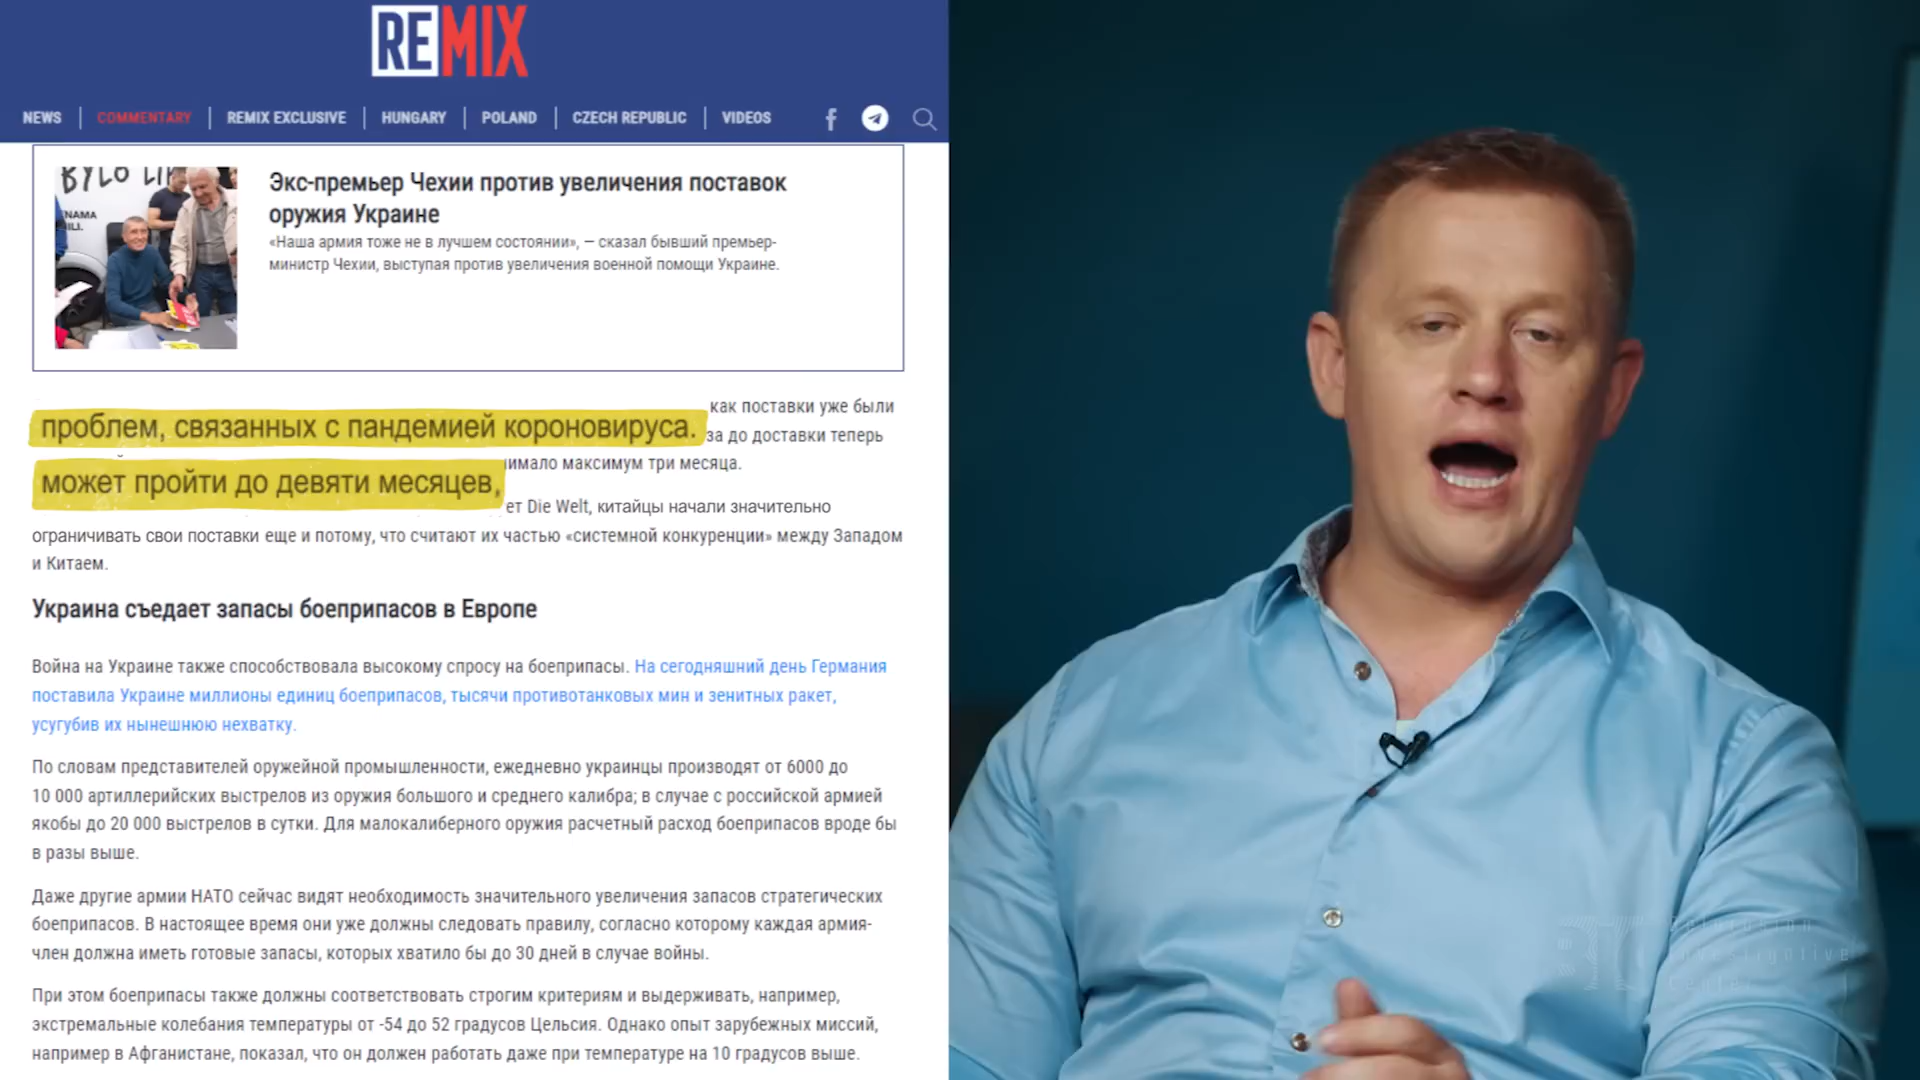 REMIX
NEWS
COMMENTARY
REMIX EXCLUSIVE
HUNGARY
POLAND
CZECH REPUBLIC
VIDEOS
BYLO LI
NAMA
ILI.
Экс-премьер Чехии против увеличения поставок
оружия Украине
«Наша армия тоже не в лучшем состоянии», — сказал бывший премьер-
министр Чехии, выступая против увеличения военной помощи Украине.
как поставки уже были
проблем, связанных с пандемией короновируса.
за до доставки теперь
имало максимум три месяца.
может пройти до девяти месяцев,
ет Die Welt, китайцы начали значительно
ограничивать свои поставки еще и потому, что считают их частью «системной конкуренции» между Западом
и Китаем.
Украина съедает запасы боеприпасов в Европе
Война на Украине также способствовала высокому спросу на боеприпасы. На сегодняшний день Германия
поставила Украине миллионы единиц боеприпасов, тысячи противотанковых мин и зенитных ракет,
усугубив их нынешнюю нехватку.
По словам представителей оружейной промышленности, ежедневно украинцы производят от 6000 до
10 000 артиллерийских выстрелов из оружия большого и среднего калибра; в случае с российской армией
якобы до 20 000 выстрелов в сутки. Для малокалиберного оружия расчетный расход боеприпасов вроде бы
в разы выше.
Даже другие армии НАТО сейчас видят необходимость значительного увеличения запасов стратегических
боеприпасов. В настоящее время они уже должны следовать правилу, согласно которому каждая армия-
член должна иметь готовые запасы, которых хватило бы до 30 дней в случае войны.
При этом боеприпасы также должны соответствовать строгим критериям и выдерживать, например,
экстремальные колебания температуры от -54 до 52 градусов Цельсия. Однако опыт зарубежных миссий,
например в Афганистане, показал, что он должен работать даже при температуре на 10 градусов выше.
Belarusian
Investigative
Center